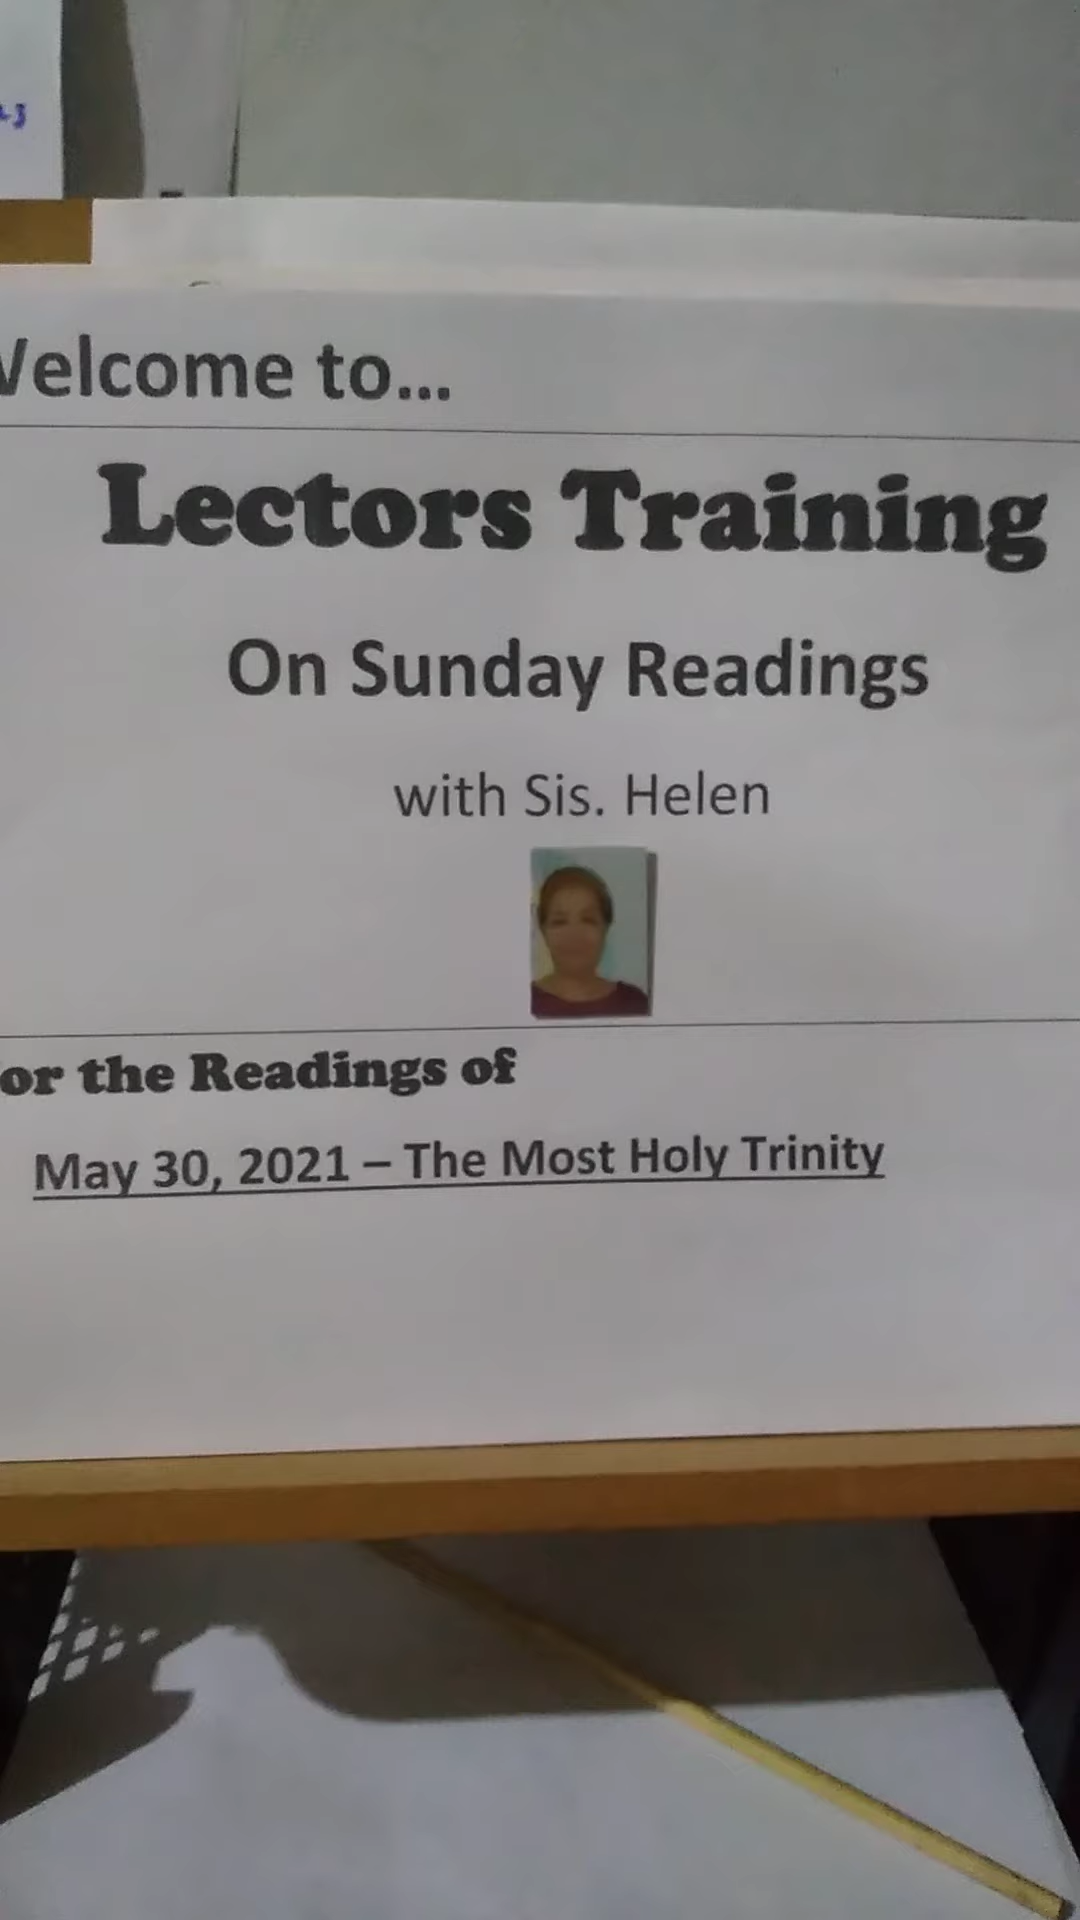 Welcome to...
Lectors Training
On Sunday Readings
with Sis. Helen
or the Readings of
May 30, 2021 – The Most Holy Trinity